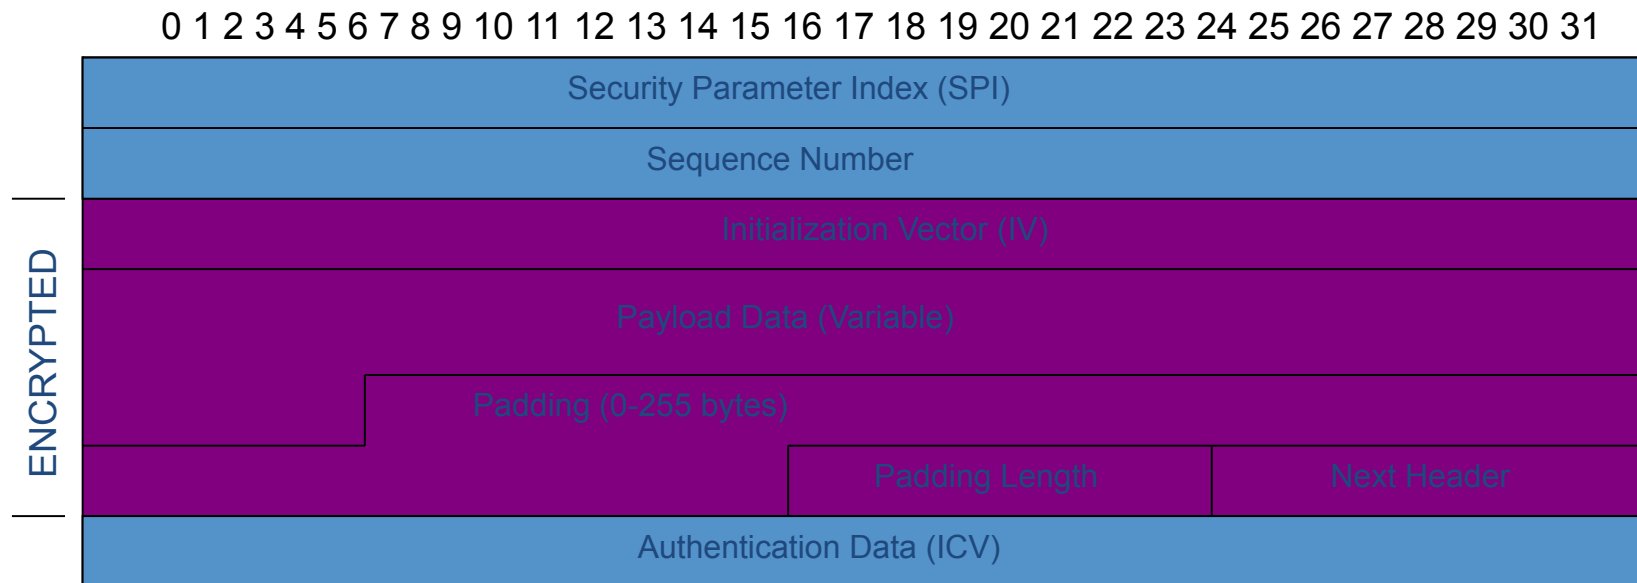 0 1 2 3 4 5 6 7 8 9 10 11 12 13 14 15 16 17 18 19 20 21 22 23 24 25 26 27 28 29 30 31
Security Parameter Index (SPI)
Sequence Number
ENCRYPTED
Initialization Vector (IV)
Payload Data (Variable)
Padding (0-255 bytes)
Padding Length Next Header
Authentication Data (ICV)